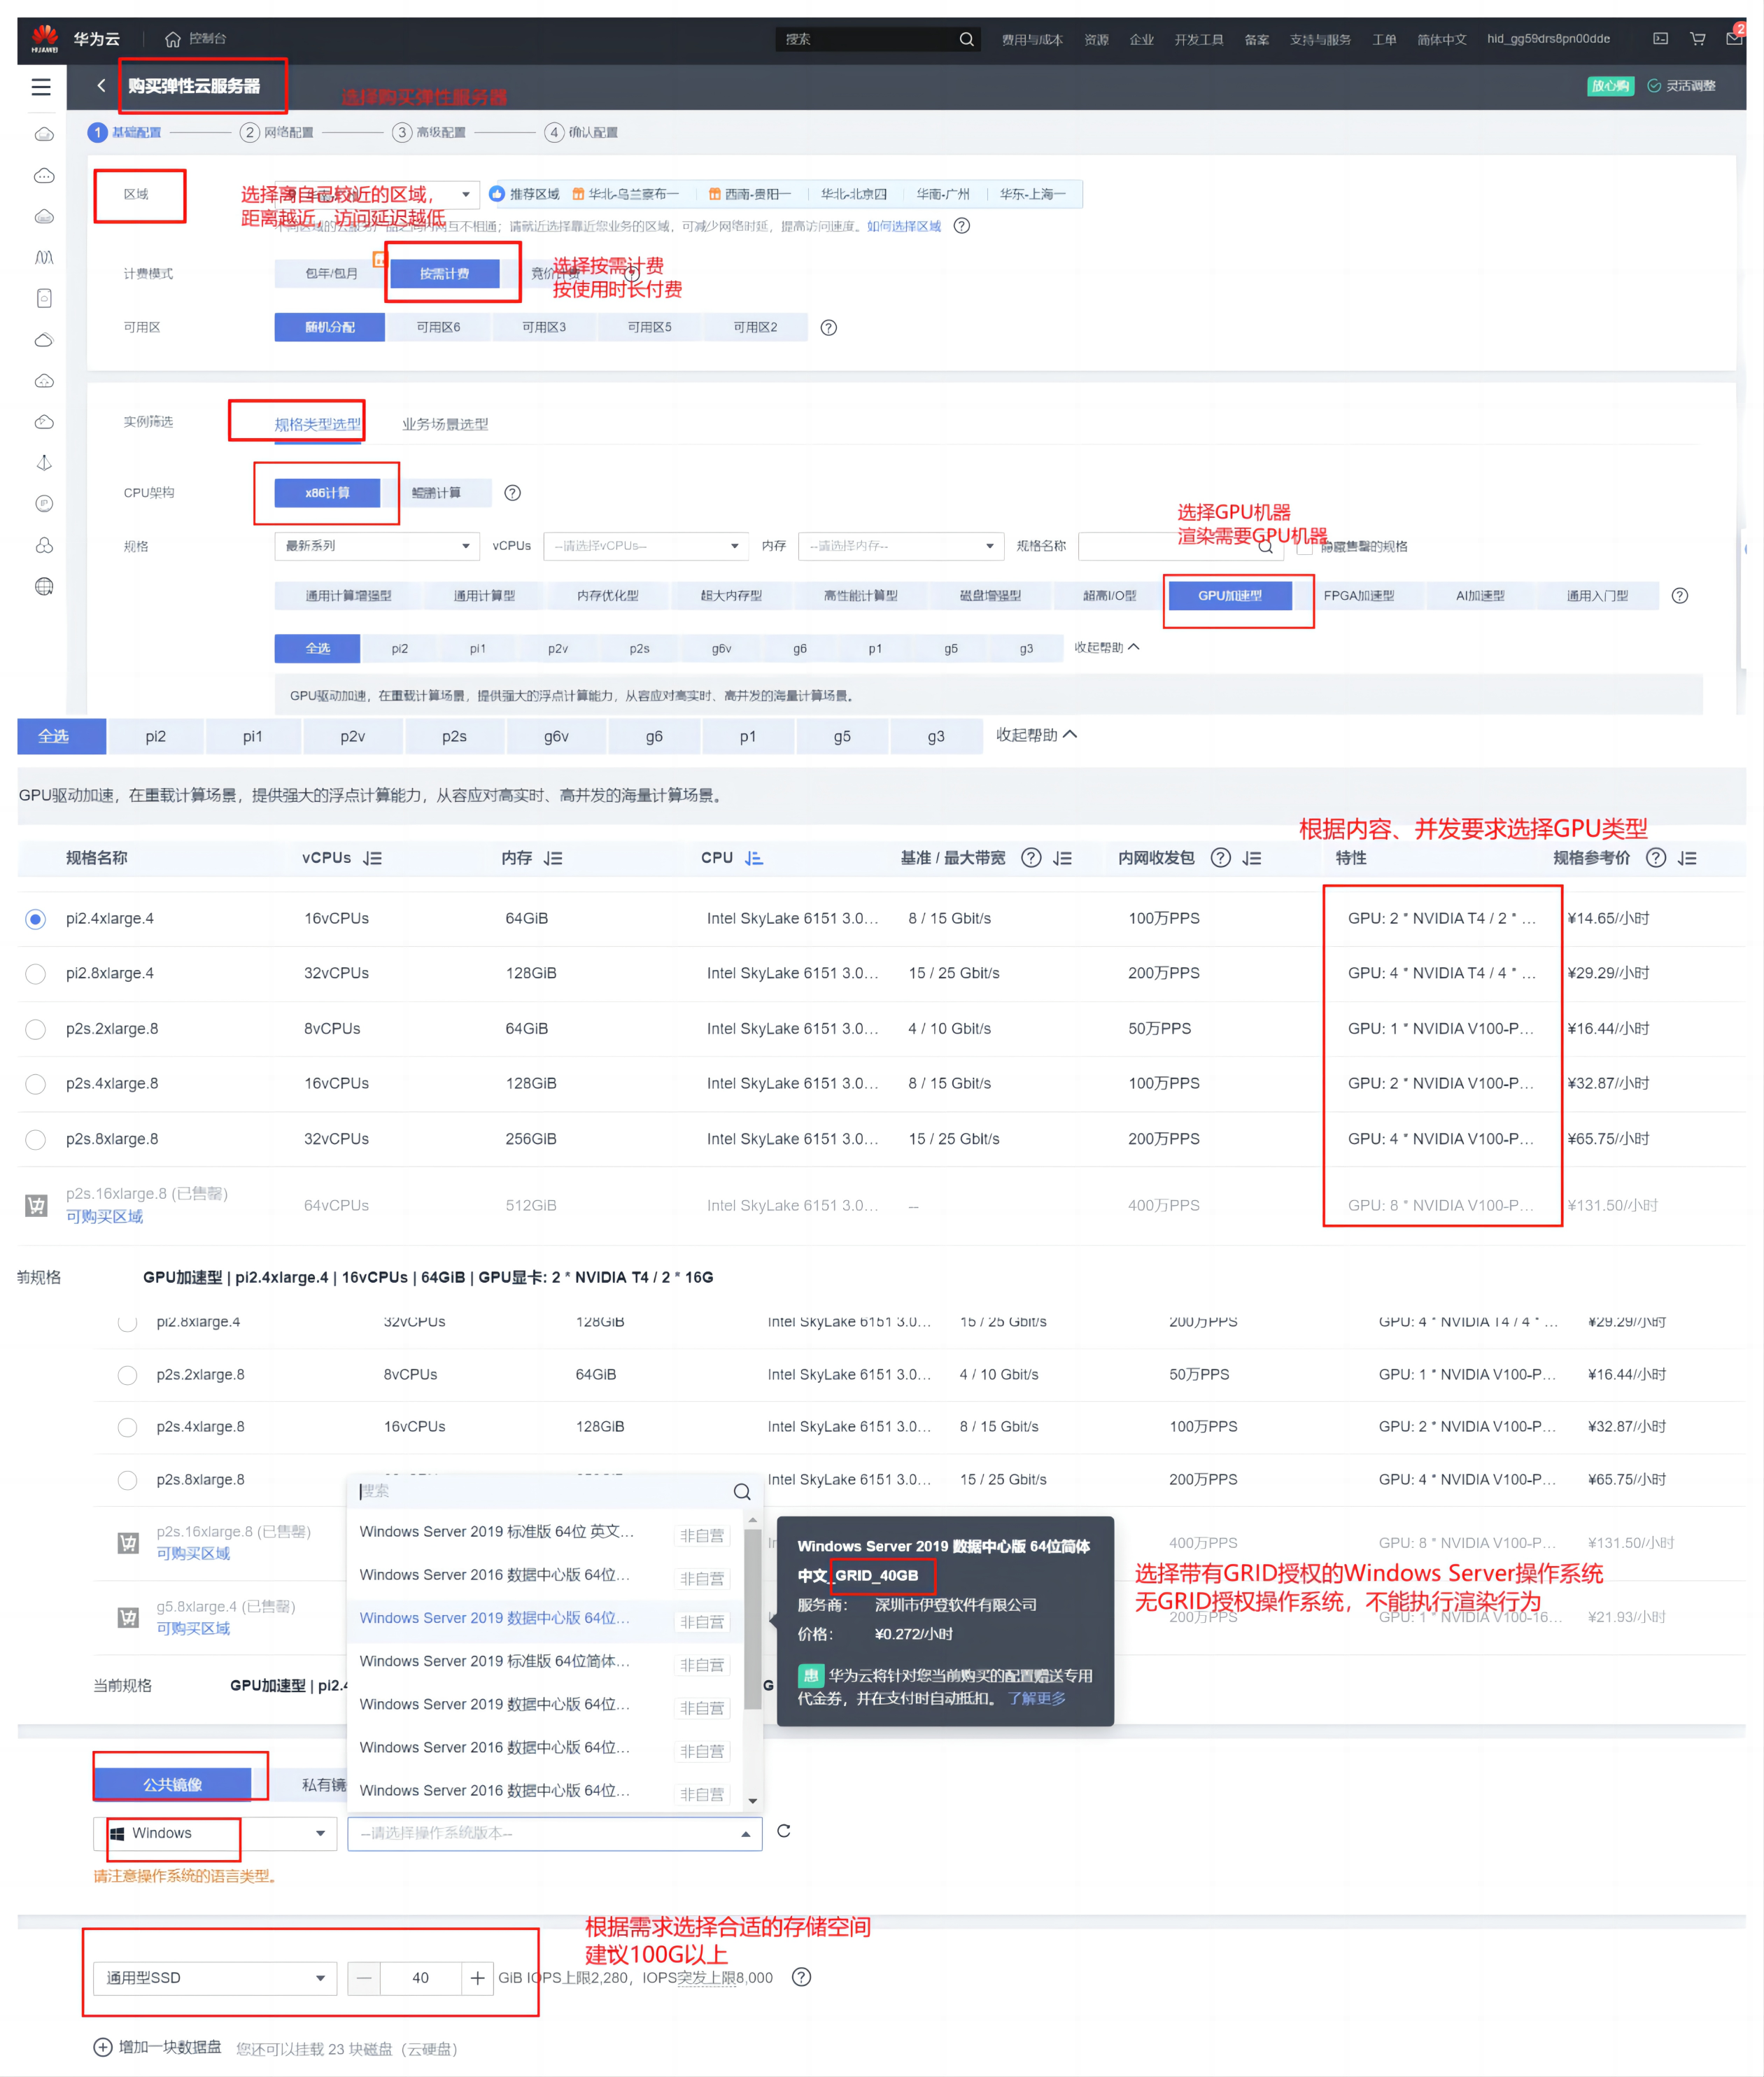 HUAWEI 华为云 控制台 搜索 费用与成本 资源 企业 开发工具 备案 支持与服务 工单 简体中文 hid_gg59drs8pn00dde 2
购买弹性云服务器 放心购 灵活调整
选择购买弹性服务器
1 基础配置 2 网络配置 3 高级配置 4 确认配置
区域 推荐区域 华北-乌兰察布一 西南-贵阳一 华北-北京四 华南-广州 华东-上海一
选择离自己较近的区域,
距离越近,访问延迟越低
不同区域的云服务产品之间内网互不相通;请就近选择靠近您业务的区域,可减少网络时延,提高访问速度。如何选择区域
计费模式 包年/包月 按需计费 竞价计费
选择按需计费
按使用时长付费
可用区 随机分配 可用区6 可用区3 可用区5 可用区2
实例筛选 规格类型选型 业务场景选型
CPU架构 x86计算 鲲鹏计算
选择GPU机器
渲染需要GPU机器
规格 最新系列 vCPUs --请选择vCPUs-- 内存 --请选择内存-- 规格名称 隐藏售罄的规格
通用计算增强型 通用计算型 内存优化型 超大内存型 高性能计算型 磁盘增强型 超高I/O型 GPU加速型 FPGA加速型 AI加速型 通用入门型
全选 pi2 pi1 p2v p2s g6v g6 p1 g5 g3 收起帮助
GPU驱动加速,在重载计算场景,提供强大的浮点计算能力,从容应对高实时、高并发的海量计算场景。
全选 pi2 pi1 p2v p2s g6v g6 p1 g5 g3 收起帮助
GPU驱动加速,在重载计算场景,提供强大的浮点计算能力,从容应对高实时、高并发的海量计算场景。
根据内容、并发要求选择GPU类型
规格名称 vCPUs 内存 CPU 基准 / 最大带宽 内网收发包 特性 规格参考价
pi2.4xlarge.4 16vCPUs 64GiB Intel SkyLake 6151 3.0... 8 / 15 Gbit/s 100万PPS GPU: 2 * NVIDIA T4 / 2 * ... ¥14.65/小时
pi2.8xlarge.4 32vCPUs 128GiB Intel SkyLake 6151 3.0... 15 / 25 Gbit/s 200万PPS GPU: 4 * NVIDIA T4 / 4 * ... ¥29.29/小时
p2s.2xlarge.8 8vCPUs 64GiB Intel SkyLake 6151 3.0... 4 / 10 Gbit/s 50万PPS GPU: 1 * NVIDIA V100-P... ¥16.44/小时
p2s.4xlarge.8 16vCPUs 128GiB Intel SkyLake 6151 3.0... 8 / 15 Gbit/s 100万PPS GPU: 2 * NVIDIA V100-P... ¥32.87/小时
p2s.8xlarge.8 32vCPUs 256GiB Intel SkyLake 6151 3.0... 15 / 25 Gbit/s 200万PPS GPU: 4 * NVIDIA V100-P... ¥65.75/小时
p2s.16xlarge.8 (已售罄) 64vCPUs 512GiB Intel SkyLake 6151 3.0... -- 400万PPS GPU: 8 * NVIDIA V100-P... ¥131.50/小时
可购买区域
前规格 GPU加速型 | pi2.4xlarge.4 | 16vCPUs | 64GiB | GPU显卡: 2 * NVIDIA T4 / 2 * 16G
pi2.8xlarge.4 32vCPUs 128GiB Intel SkyLake 6151 3.0... 15 / 25 Gbit/s 200万PPS GPU: 4 * NVIDIA T4 / 4 * ... ¥29.29/小时
p2s.2xlarge.8 8vCPUs 64GiB Intel SkyLake 6151 3.0... 4 / 10 Gbit/s 50万PPS GPU: 1 * NVIDIA V100-P... ¥16.44/小时
p2s.4xlarge.8 16vCPUs 128GiB Intel SkyLake 6151 3.0... 8 / 15 Gbit/s 100万PPS GPU: 2 * NVIDIA V100-P... ¥32.87/小时
p2s.8xlarge.8 Intel SkyLake 6151 3.0... 15 / 25 Gbit/s 200万PPS GPU: 4 * NVIDIA V100-P... ¥65.75/小时
p2s.16xlarge.8 (已售罄) 400万PPS GPU: 8 * NVIDIA V100-P... ¥131.50/小时
可购买区域
g5.8xlarge.4 (已售罄) 200万PPS GPU: 1 * NVIDIA V100-16... ¥21.93/小时
可购买区域
当前规格 GPU加速型 | pi2.4 G
搜索
Windows Server 2019 标准版 64位 英文... 非自营
Windows Server 2016 数据中心版 64位... 非自营
Windows Server 2019 数据中心版 64位... 非自营
Windows Server 2019 标准版 64位简体... 非自营
Windows Server 2019 数据中心版 64位... 非自营
Windows Server 2016 数据中心版 64位... 非自营
Windows Server 2016 数据中心版 64位... 非自营
Windows Server 2019 数据中心版 64位简体
中文_GRID_40GB
服务商: 深圳市伊登软件有限公司
价格: ¥0.272/小时
惠 华为云将针对您当前购买的配置赠送专用
代金券,并在支付时自动抵扣。 了解更多
选择带有GRID授权的Windows Server操作系统
无GRID授权操作系统,不能执行渲染行为
公共镜像 私有镜
Windows --请选择操作系统版本--
请注意操作系统的语言类型。
根据需求选择合适的存储空间
建议100G以上
通用型SSD 40 GiB IOPS上限2,280,IOPS突发上限8,000
增加一块数据盘 您还可以挂载 23 块磁盘(云硬盘)